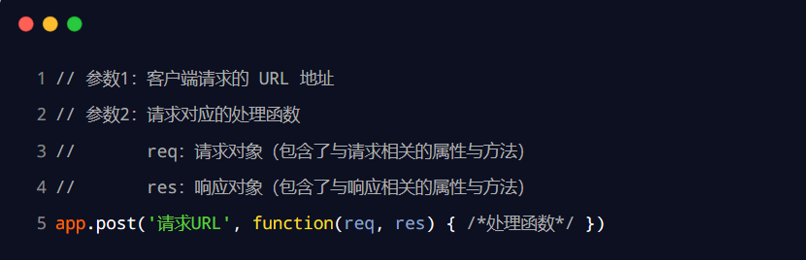 1 // 参数1：客户端请求的 URL 地址
2 // 参数2：请求对应的处理函数
3 //      req：请求对象（包含了与请求相关的属性与方法）
4 //      res：响应对象（包含了与响应相关的属性与方法）
5 app.post('请求URL', function(req, res) { /*处理函数*/ })